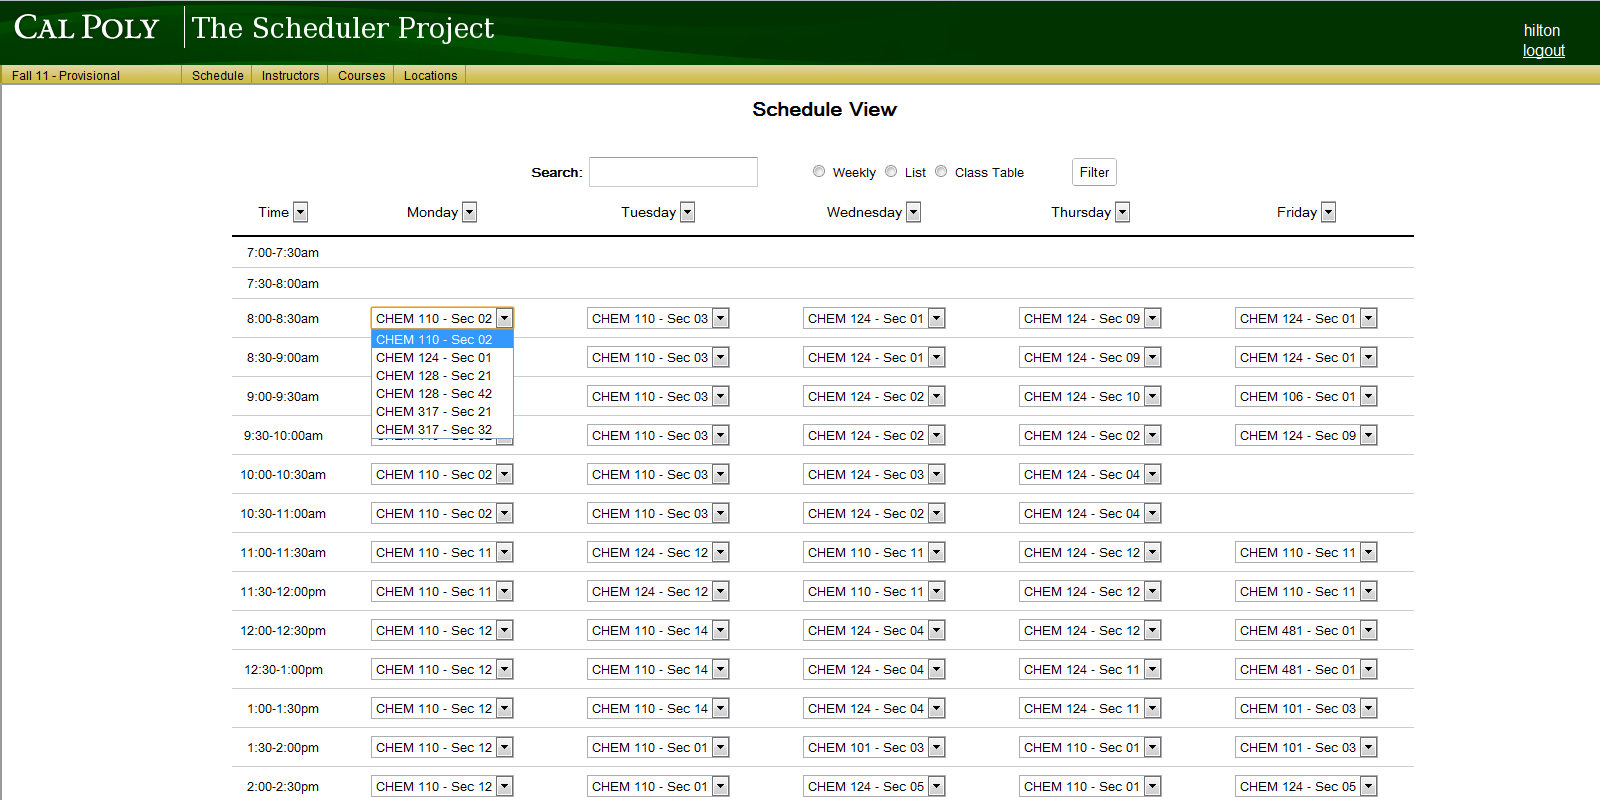 CAL POLY The Scheduler Project
hilton
logout
Fall 11 - Provisional Schedule Instructors Courses Locations
Schedule View
Search: Weekly List Class Table Filter
Time Monday Tuesday Wednesday Thursday Friday
7:00-7:30am
7:30-8:00am
8:00-8:30am CHEM 110 - Sec 02 CHEM 110 - Sec 03 CHEM 124 - Sec 01 CHEM 124 - Sec 09 CHEM 124 - Sec 01
CHEM 110 - Sec 02
CHEM 124 - Sec 01
CHEM 128 - Sec 21
CHEM 128 - Sec 42
CHEM 317 - Sec 21
CHEM 317 - Sec 32
8:30-9:00am CHEM 110 - Sec 03 CHEM 124 - Sec 01 CHEM 124 - Sec 09 CHEM 124 - Sec 01
9:00-9:30am CHEM 110 - Sec 03 CHEM 124 - Sec 02 CHEM 124 - Sec 10 CHEM 106 - Sec 01
9:30-10:00am CHEM 110 - Sec 03 CHEM 124 - Sec 02 CHEM 124 - Sec 02 CHEM 124 - Sec 09
10:00-10:30am CHEM 110 - Sec 02 CHEM 110 - Sec 03 CHEM 124 - Sec 03 CHEM 124 - Sec 04
10:30-11:00am CHEM 110 - Sec 02 CHEM 110 - Sec 03 CHEM 124 - Sec 02 CHEM 124 - Sec 04
11:00-11:30am CHEM 110 - Sec 11 CHEM 124 - Sec 12 CHEM 110 - Sec 11 CHEM 124 - Sec 12 CHEM 110 - Sec 11
11:30-12:00pm CHEM 110 - Sec 11 CHEM 124 - Sec 12 CHEM 110 - Sec 11 CHEM 124 - Sec 12 CHEM 110 - Sec 11
12:00-12:30pm CHEM 110 - Sec 12 CHEM 110 - Sec 14 CHEM 124 - Sec 04 CHEM 124 - Sec 12 CHEM 481 - Sec 01
12:30-1:00pm CHEM 110 - Sec 12 CHEM 110 - Sec 14 CHEM 124 - Sec 04 CHEM 124 - Sec 11 CHEM 481 - Sec 01
1:00-1:30pm CHEM 110 - Sec 12 CHEM 110 - Sec 14 CHEM 124 - Sec 04 CHEM 124 - Sec 11 CHEM 101 - Sec 03
1:30-2:00pm CHEM 110 - Sec 12 CHEM 110 - Sec 01 CHEM 101 - Sec 03 CHEM 110 - Sec 01 CHEM 101 - Sec 03
2:00-2:30pm CHEM 110 - Sec 12 CHEM 110 - Sec 01 CHEM 124 - Sec 05 CHEM 110 - Sec 01 CHEM 124 - Sec 05